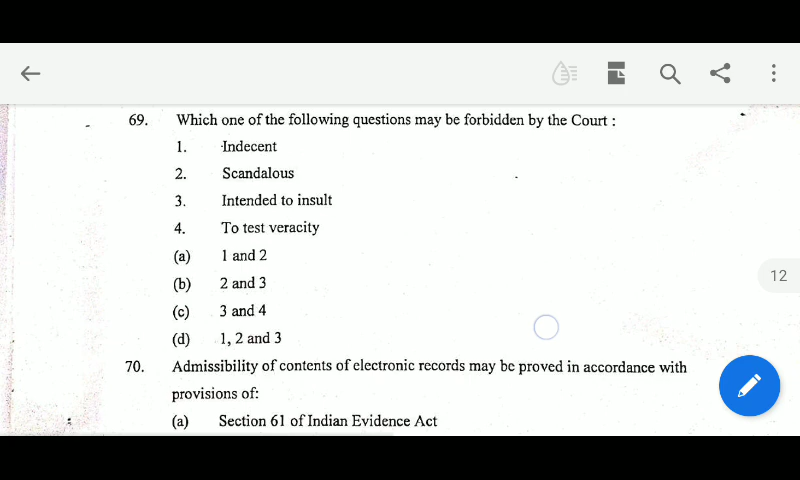 69. Which one of the following questions may be forbidden by the Court :
1. Indecent
2. Scandalous
3. Intended to insult
4. To test veracity
(a) 1 and 2
(b) 2 and 3
(c) 3 and 4
(d) 1, 2 and 3
12
70. Admissibility of contents of electronic records may be proved in accordance with
provisions of:
(a) Section 61 of Indian Evidence Act